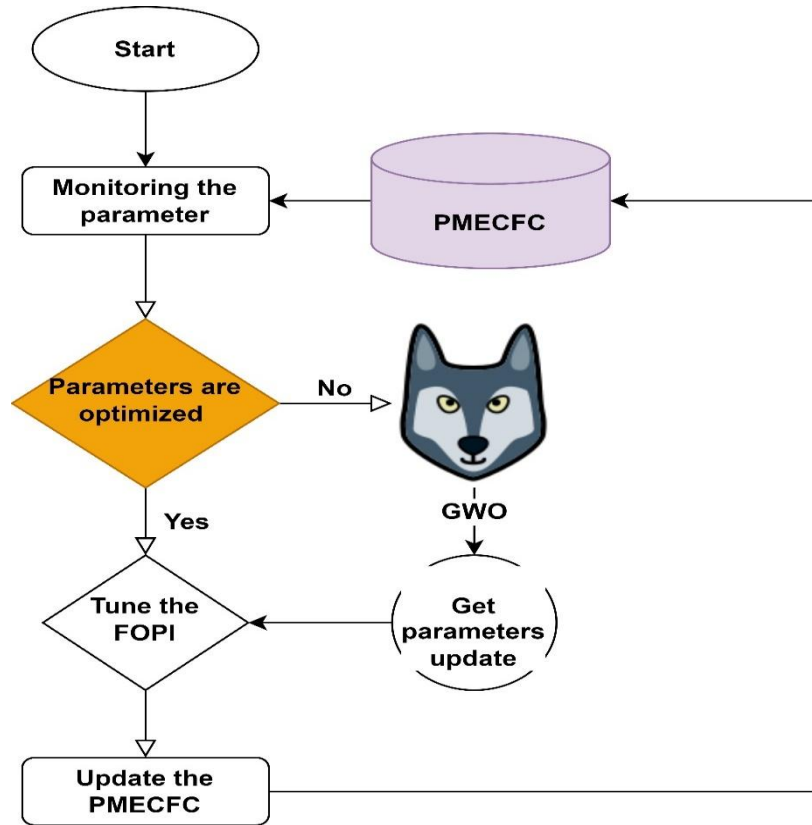 Start
Monitoring the
parameter
PMECFC
Parameters are
optimized
No
GWO
Yes
Tune the
FOPI
Get
parameters
update
Update the
PMECFC